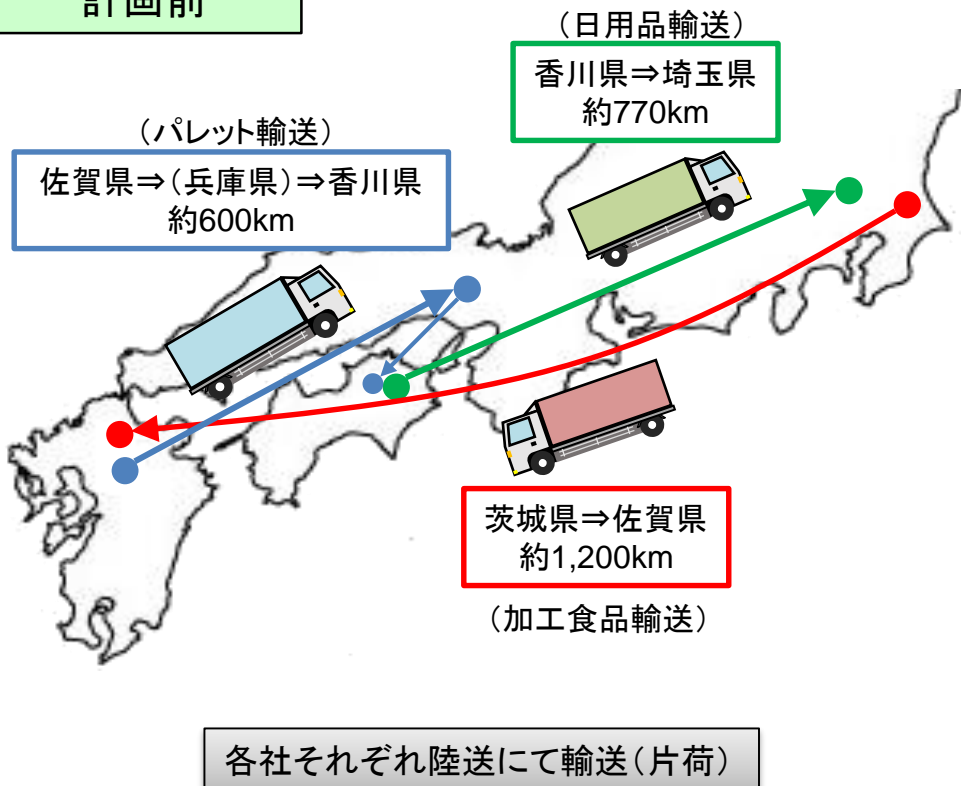 計画前
（日用品輸送）
香川県⇒埼玉県
約770km
（パレット輸送）
佐賀県⇒（兵庫県）⇒香川県
約600km
茨城県⇒佐賀県
約1,200km
（加工食品輸送）
各社それぞれ陸送にて輸送（片荷）